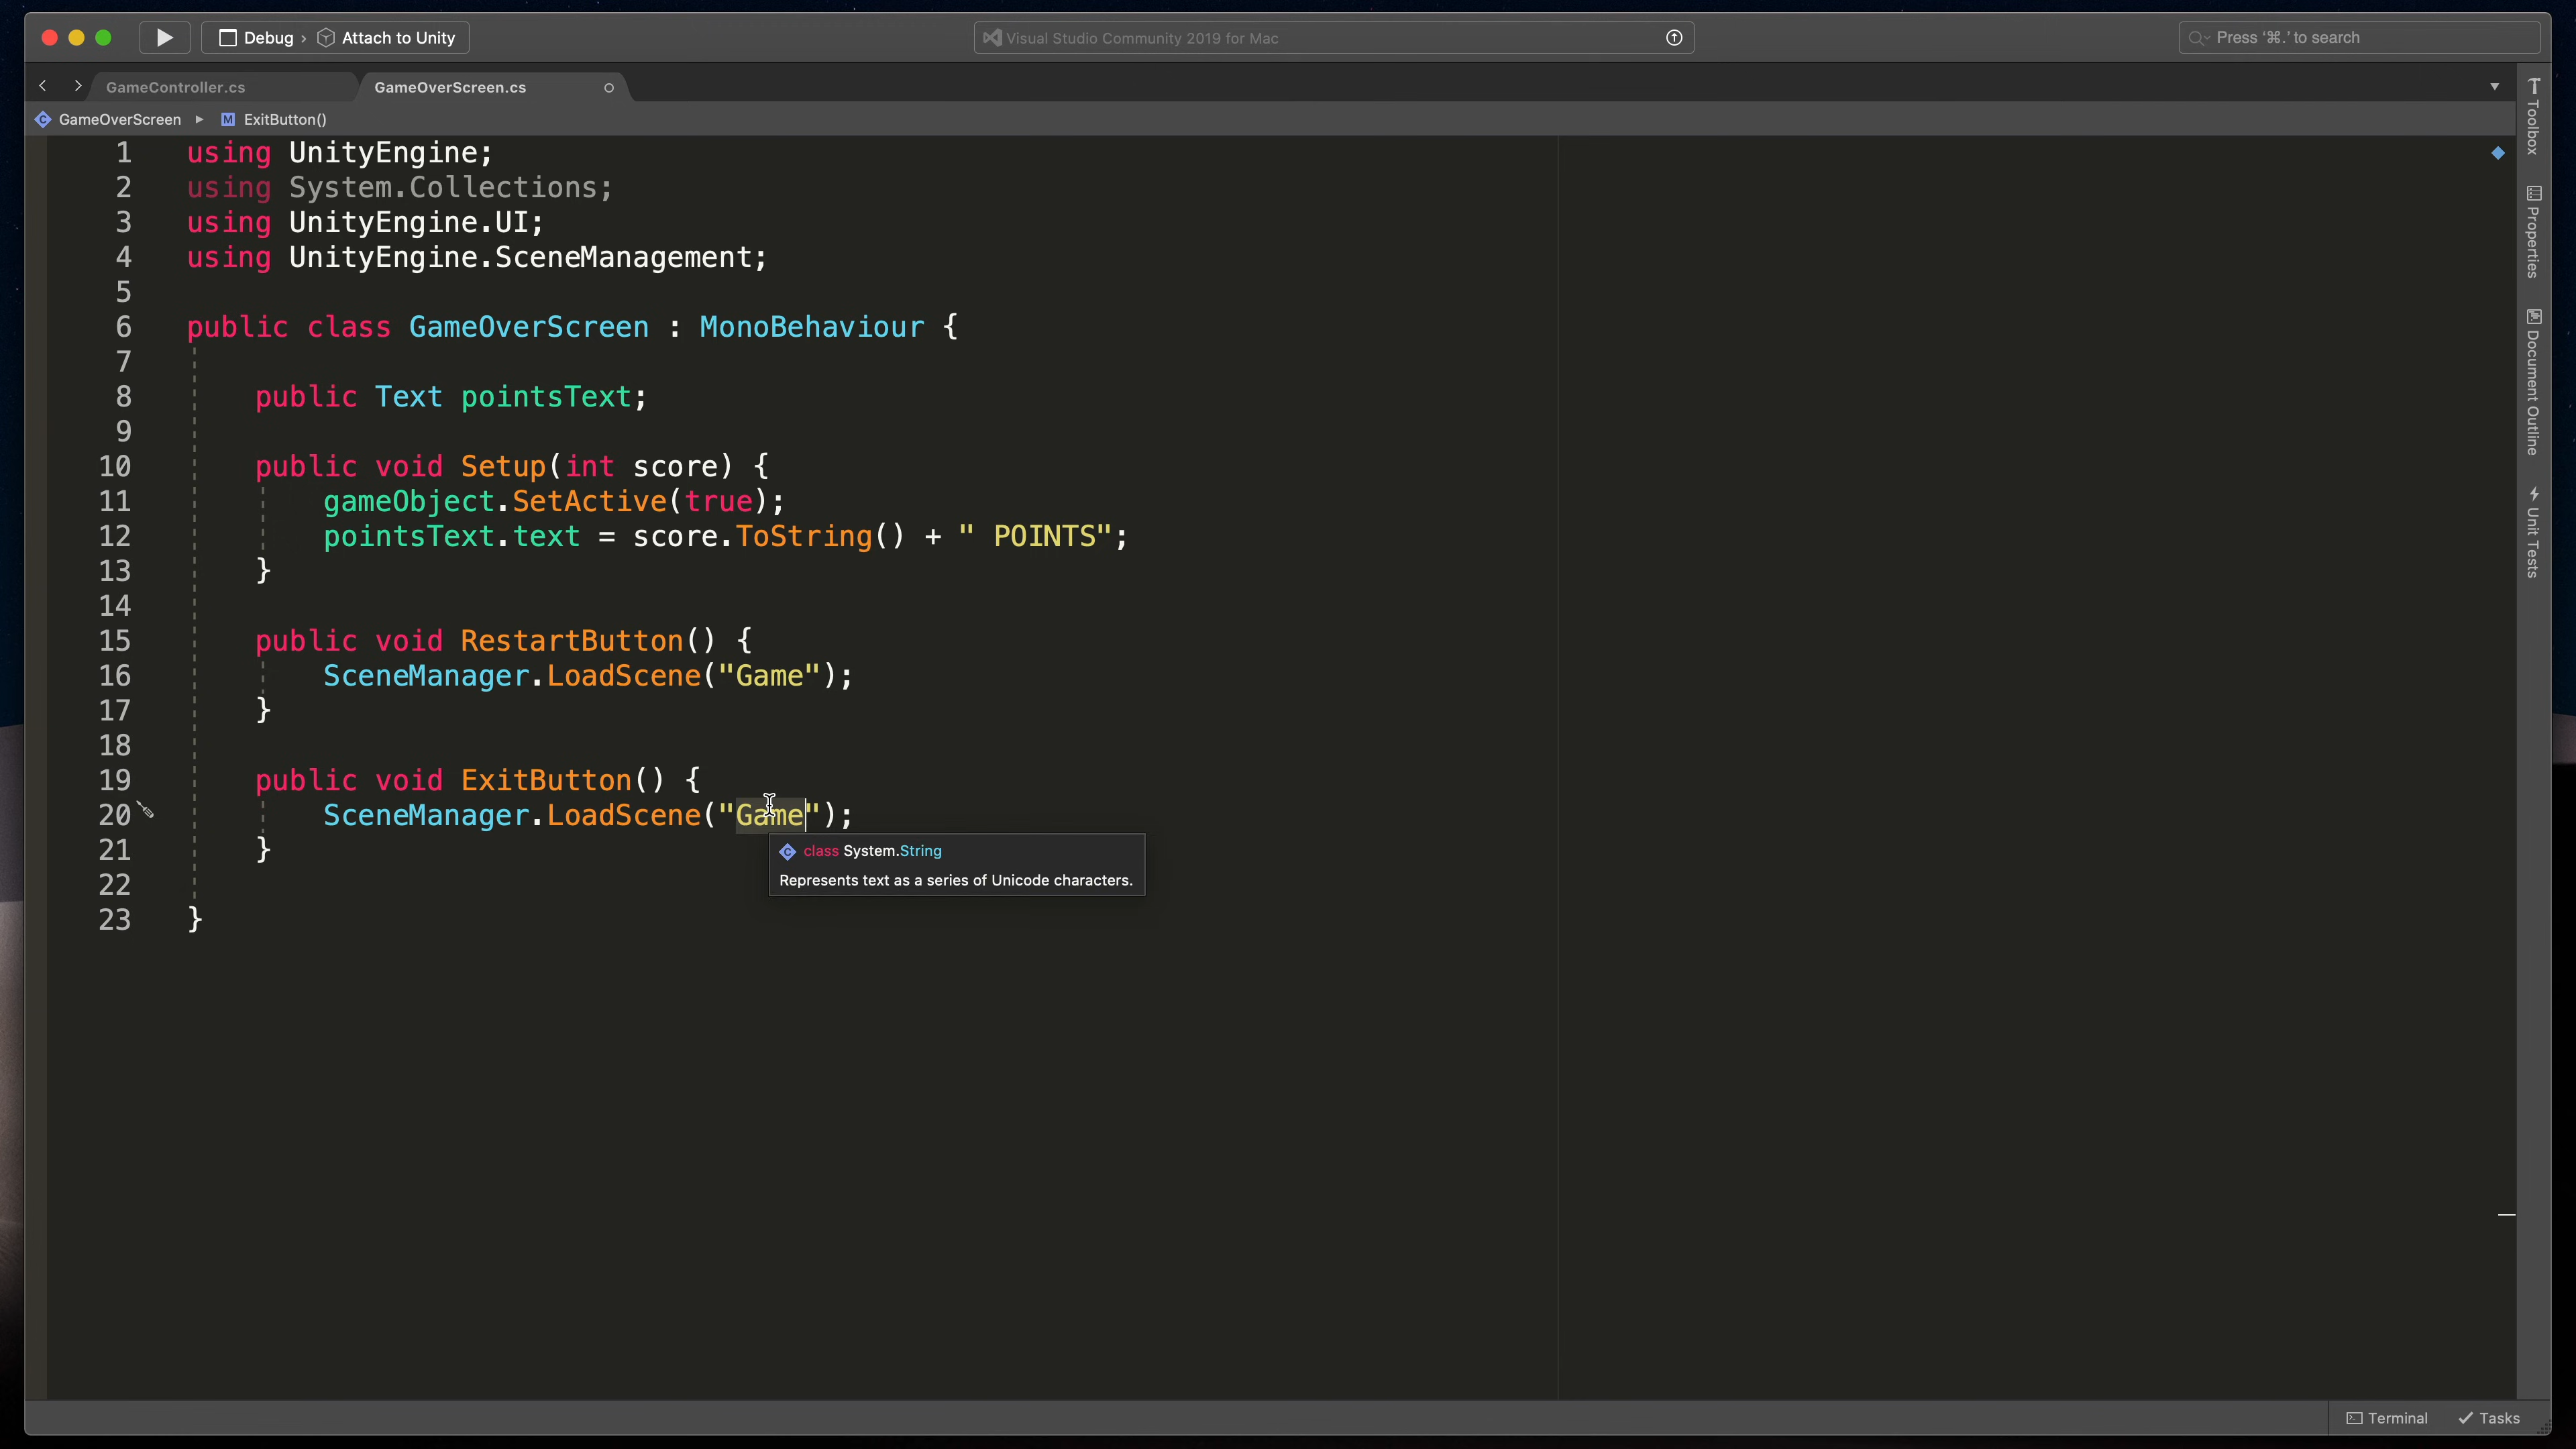 Debug › Attach to Unity
Visual Studio Community 2019 for Mac
Press ‘⌘.’ to search
GameController.cs
GameOverScreen.cs
GameOverScreen ▸ M ExitButton()
1 using UnityEngine;
2 using System.Collections;
3 using UnityEngine.UI;
4 using UnityEngine.SceneManagement;
5
6 public class GameOverScreen : MonoBehaviour {
7
8 public Text pointsText;
9
10 public void Setup(int score) {
11 gameObject.SetActive(true);
12 pointsText.text = score.ToString() + " POINTS";
13 }
14
15 public void RestartButton() {
16 SceneManager.LoadScene("Game");
17 }
18
19 public void ExitButton() {
20 SceneManager.LoadScene("Game");
21 }
22
23 }
C class System.String
Represents text as a series of Unicode characters.
Toolbox
Properties
Document Outline
Unit Tests
Terminal
Tasks